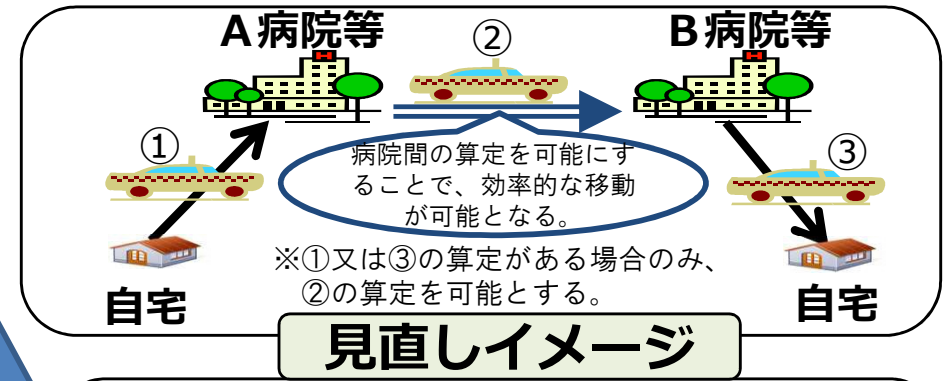 A病院等
②
B病院等
①
③
病院間の算定を可能にす
ることで、効率的な移動
が可能となる。
※①又は③の算定がある場合のみ、
②の算定を可能とする。
自宅
自宅
見直しイメージ